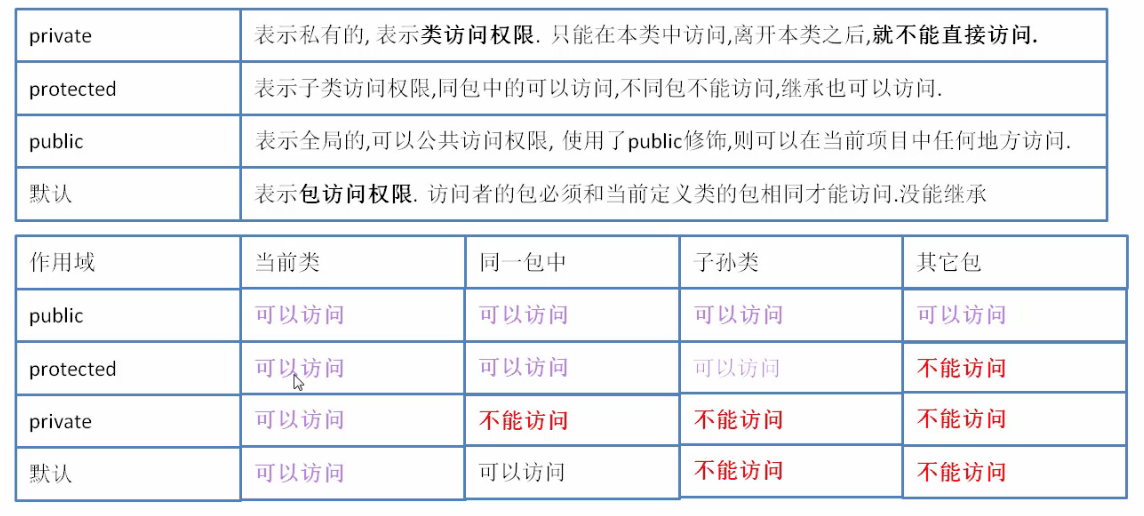 private 表示私有的, 表示类访问权限. 只能在本类中访问,离开本类之后,就不能直接访问.
protected 表示子类访问权限,同包中的可以访问,不同包不能访问,继承也可以访问.
public 表示全局的,可以公共访问权限, 使用了public修饰,则可以在当前项目中任何地方访问.
默认 表示包访问权限. 访问者的包必须和当前定义类的包相同才能访问.没能继承
作用域 当前类 同一包中 子孙类 其它包
public 可以访问 可以访问 可以访问 可以访问
protected 可以访问 可以访问 可以访问 不能访问
private 可以访问 不能访问 不能访问 不能访问
默认 可以访问 可以访问 不能访问 不能访问